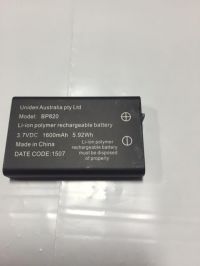 Uniden Australia pty Ltd
Model: BP820
Li-ion polymer rechargeable battery
3.7VDC 1600mAh 5.92Wh
Made in China
DATE CODE:1507
Li-ion polymer
rechargeable battery
must be disposed
of properly